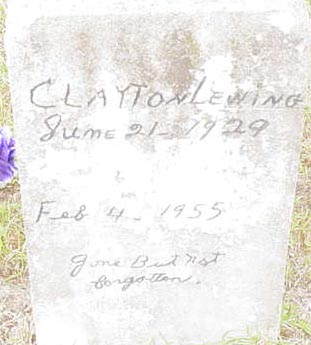 CLAYTON LEWING
June 21- 1929
Feb 4 - 1955
gone But not
forgotten.